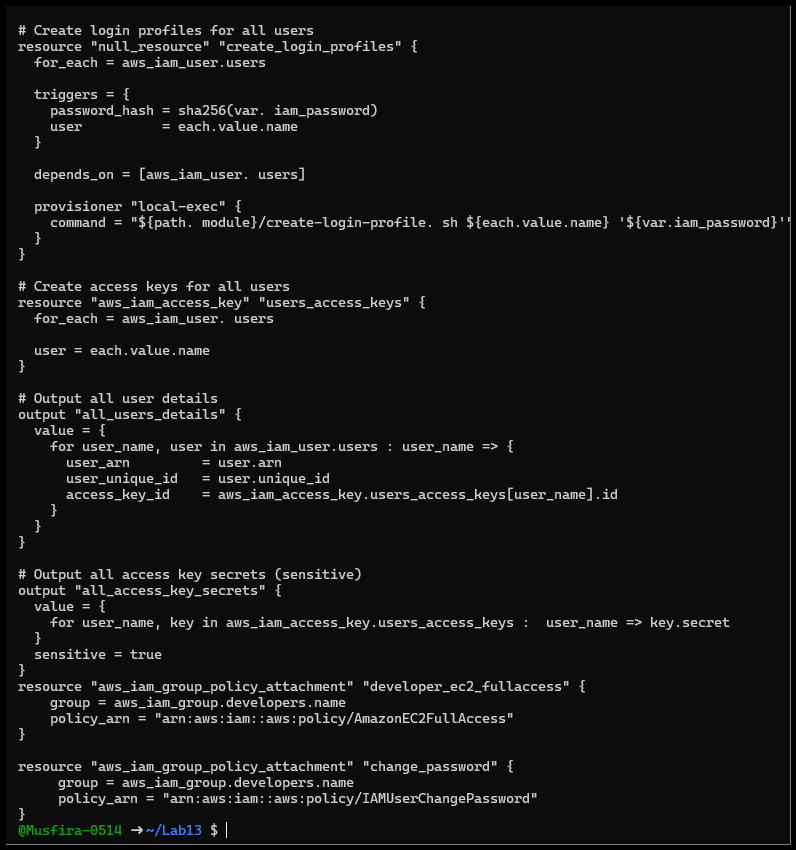 # Create login profiles for all users
resource "null_resource" "create_login_profiles" {
  for_each = aws_iam_user.users

  triggers = {
    password_hash = sha256(var. iam_password)
    user          = each.value.name
  }

  depends_on = [aws_iam_user. users]

  provisioner "local-exec" {
    command = "${path. module}/create-login-profile. sh ${each.value.name} '${var.iam_password}'"
  }
}

# Create access keys for all users
resource "aws_iam_access_key" "users_access_keys" {
  for_each = aws_iam_user. users

  user = each.value.name
}

# Output all user details
output "all_users_details" {
  value = {
    for user_name, user in aws_iam_user.users : user_name => {
      user_arn         = user.arn
      user_unique_id   = user.unique_id
      access_key_id    = aws_iam_access_key.users_access_keys[user_name].id
    }
  }
}

# Output all access key secrets (sensitive)
output "all_access_key_secrets" {
  value = {
    for user_name, key in aws_iam_access_key.users_access_keys :  user_name => key.secret
  }
  sensitive = true
}
resource "aws_iam_group_policy_attachment" "developer_ec2_fullaccess" {
    group = aws_iam_group.developers.name
    policy_arn = "arn:aws:iam::aws:policy/AmazonEC2FullAccess"
}

resource "aws_iam_group_policy_attachment" "change_password" {
     group = aws_iam_group.developers.name
     policy_arn = "arn:aws:iam::aws:policy/IAMUserChangePassword"
}
@Musfira-0514 ➜ ~/Lab13 $